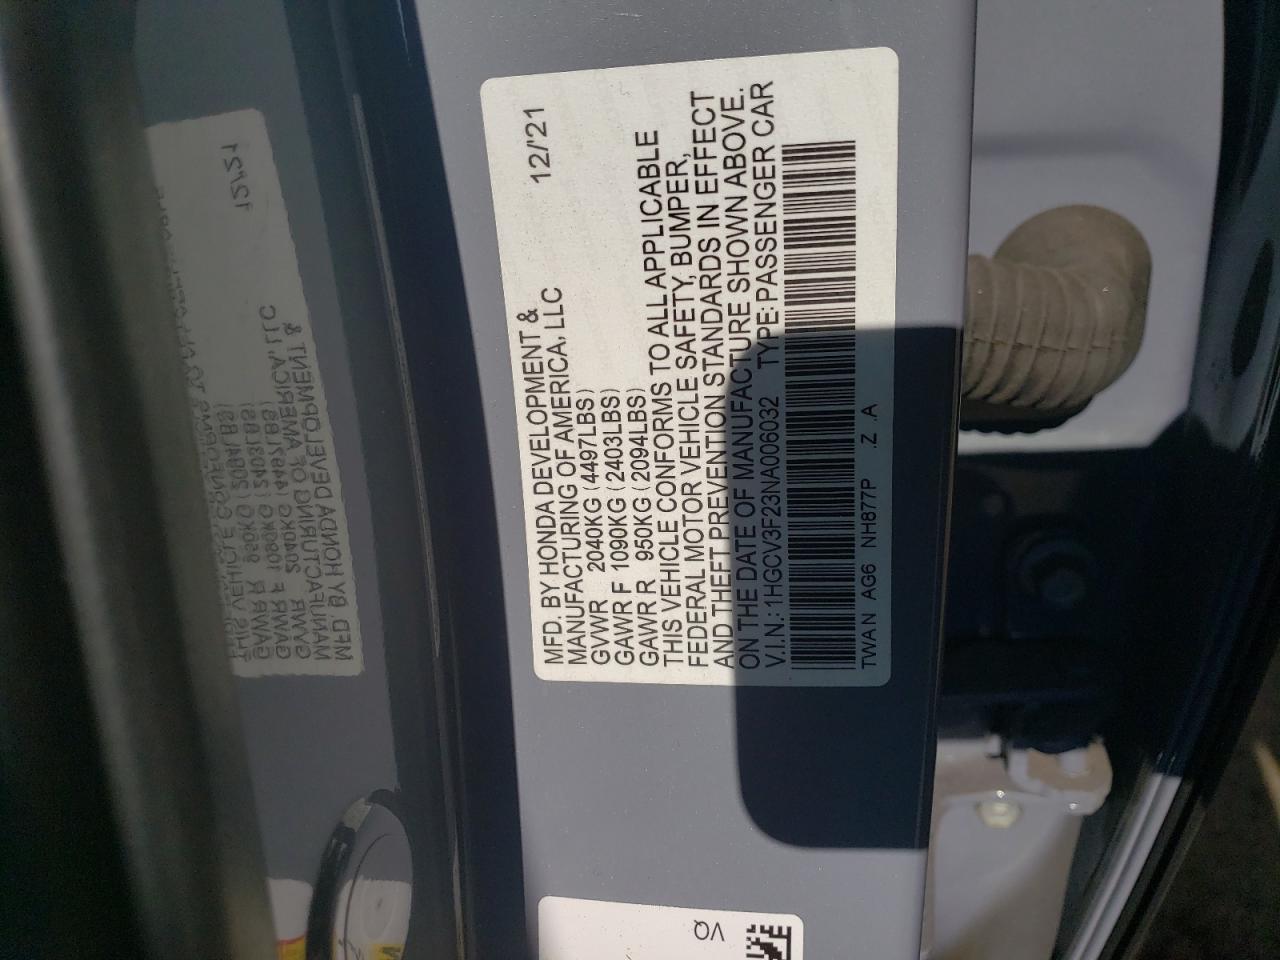 MFD. BY HONDA DEVELOPMENT &
MANUFACTURING OF AMERICA, LLC 12/'21
GVWR 2040KG (4497LBS)
GAWR F 1090KG (2403LBS)
GAWR R 950KG (2094LBS)
THIS VEHICLE CONFORMS TO ALL APPLICABLE
FEDERAL MOTOR VEHICLE SAFETY, BUMPER,
AND THEFT PREVENTION STANDARDS IN EFFECT
ON THE DATE OF MANUFACTURE SHOWN ABOVE.
V.I.N.:1HGCV3F23NA006032 TYPE:PASSENGER CAR
TWAN AG6 NH877P .Z .A
VQ